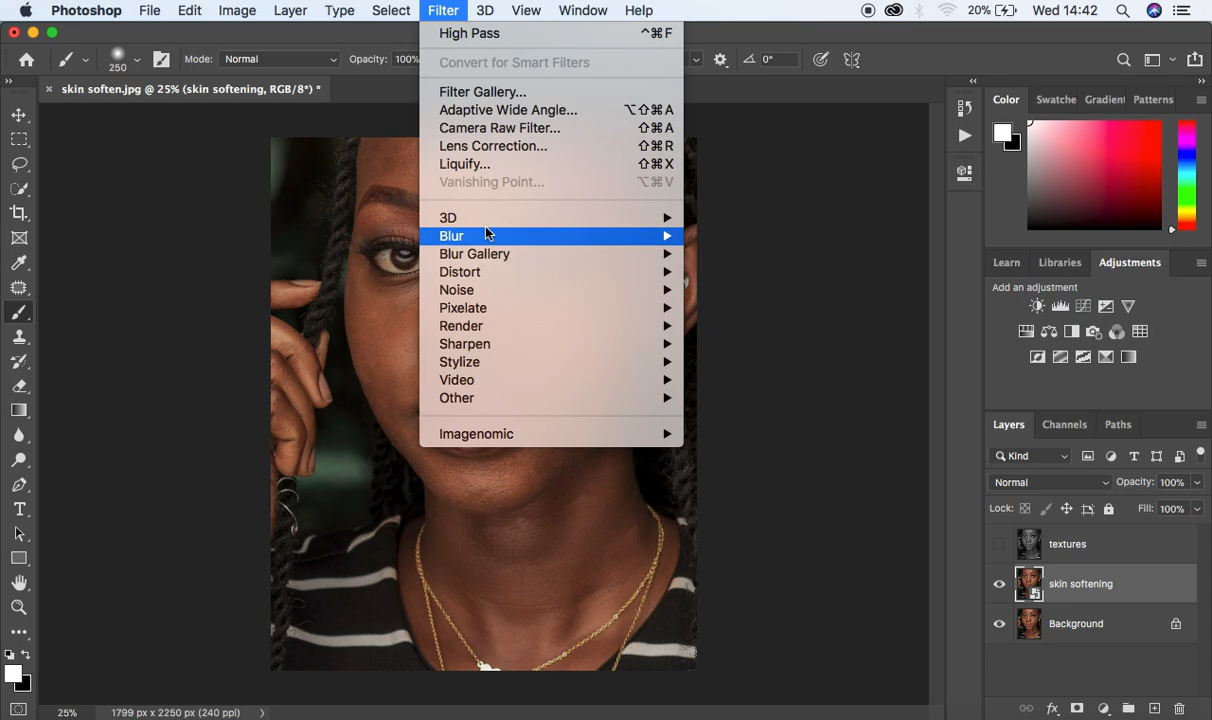 Photoshop File Edit Image Layer Type Select Filter 3D View Window Help 20% Wed 14:42
250 Mode: Normal Opacity: 100% 0°
skin soften.jpg @ 25% (skin softening, RGB/8*) *
High Pass ^⌘F
Convert for Smart Filters
Filter Gallery...
Adaptive Wide Angle... ⌥⇧⌘A
Camera Raw Filter... ⇧⌘A
Lens Correction... ⇧⌘R
Liquify... ⇧⌘X
Vanishing Point... ⌥⌘V
3D
Blur
Blur Gallery
Distort
Noise
Pixelate
Render
Sharpen
Stylize
Video
Other
Imagenomic
Color Swatche Gradien Patterns
Learn Libraries Adjustments
Add an adjustment
Layers Channels Paths
Kind
Normal Opacity: 100%
Lock: Fill: 100%
textures
skin softening
Background
25% 1799 px x 2250 px (240 ppi)